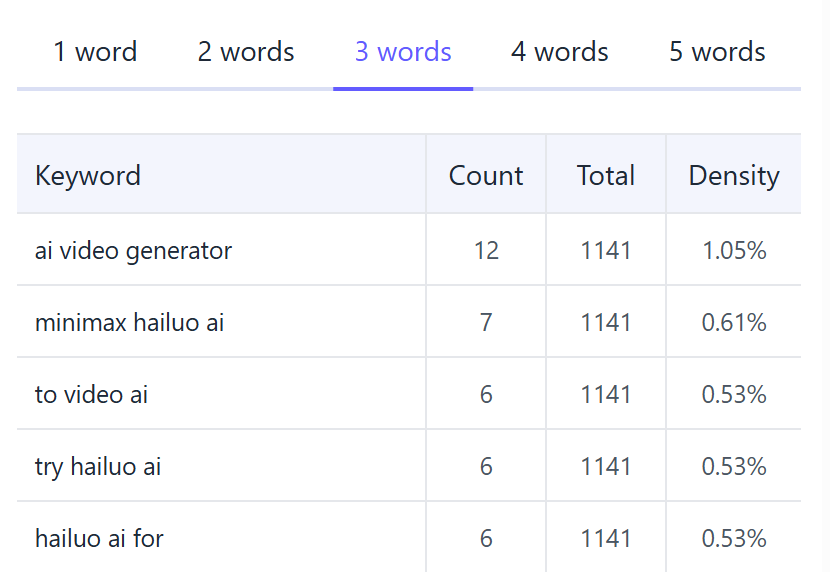 1 word 2 words 3 words 4 words 5 words
Keyword Count Total Density
ai video generator 12 1141 1.05%
minimax hailuo ai 7 1141 0.61%
to video ai 6 1141 0.53%
try hailuo ai 6 1141 0.53%
hailuo ai for 6 1141 0.53%